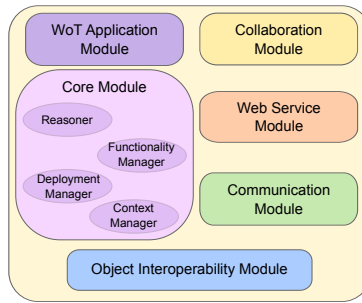 WoT Application
Module
Collaboration
Module
Core Module
Reasoner
Functionality
Manager
Deployment
Manager
Context
Manager
Web Service
Module
Communication
Module
Object Interoperability Module